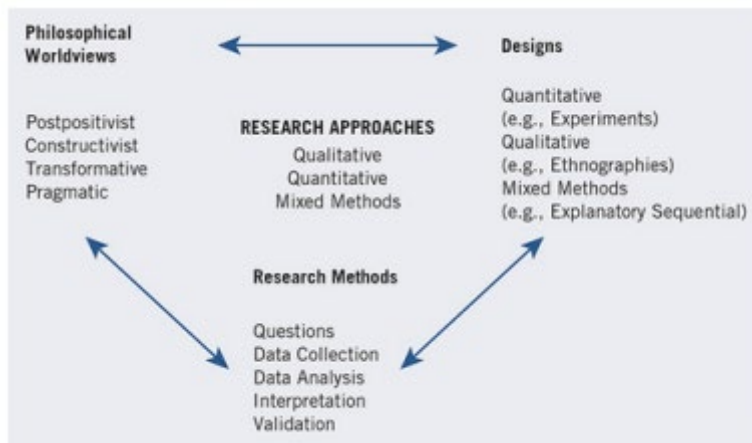 Philosophical
Worldviews
Postpositivist
Constructivist
Transformative
Pragmatic
RESEARCH APPROACHES
Qualitative
Quantitative
Mixed Methods
Designs
Quantitative
(e.g., Experiments)
Qualitative
(e.g., Ethnographies)
Mixed Methods
(e.g., Explanatory Sequential)
Research Methods
Questions
Data Collection
Data Analysis
Interpretation
Validation